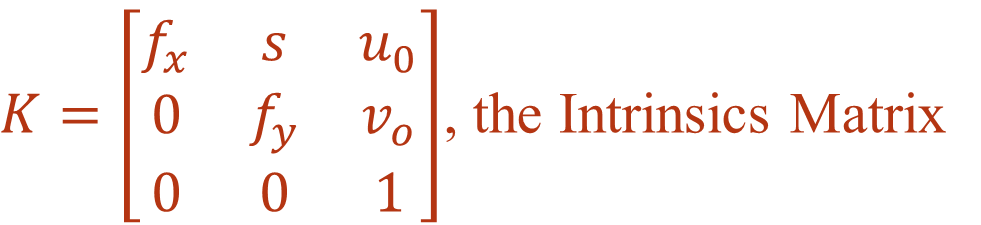 K = [ f_x s u_0
0 f_y v_o
0 0 1 ], the Intrinsics Matrix